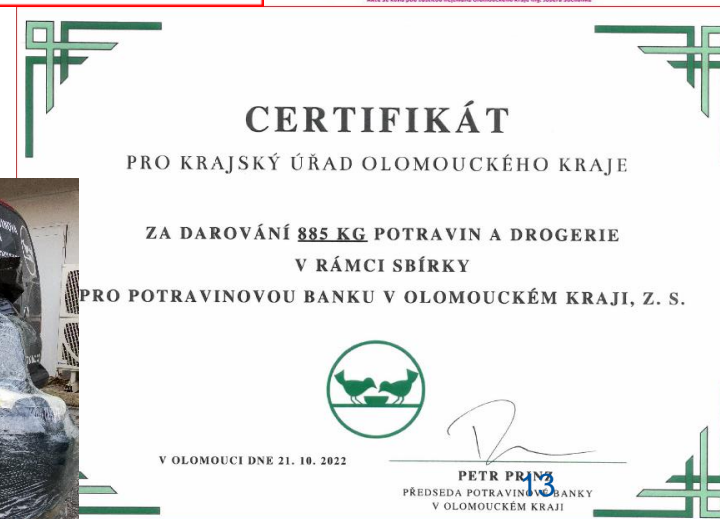 CERTIFIKÁT
PRO KRAJSKÝ ÚŘAD OLOMOUCKÉHO KRAJE
ZA DAROVÁNÍ 885 KG POTRAVIN A DROGERIE
V RÁMCI SBÍRKY
PRO POTRAVINOVOU BANKU V OLOMOUCKÉM KRAJI, Z. S.
V OLOMOUCI DNE 21. 10. 2022
PETR PRINZ
13
PŘEDSEDA POTRAVINOVÉ BANKY
V OLOMOUCKÉM KRAJI